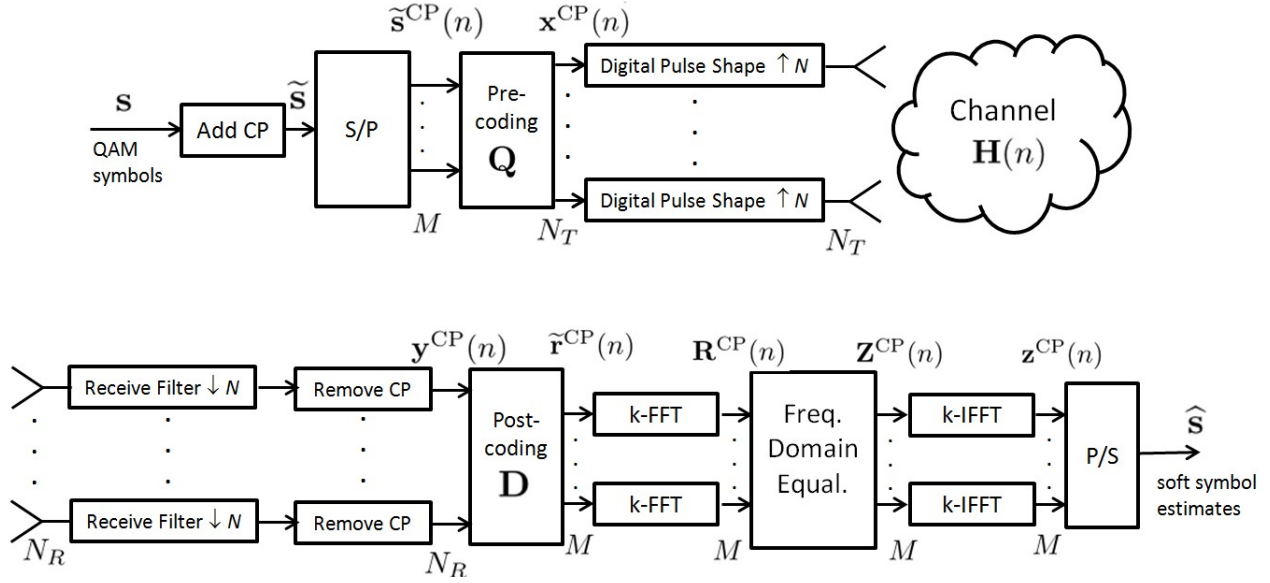 s̃^CP(n) x^CP(n)
s
QAM
symbols
Add CP
s̃
S/P
M
Pre-
coding
Q
N_T
Digital Pulse Shape ↑ N
Digital Pulse Shape ↑ N
N_T
Channel
H(n)
N_R
Receive Filter ↓ N
Receive Filter ↓ N
Remove CP
Remove CP
N_R
y^CP(n) r̃^CP(n) R^CP(n) Z^CP(n) z^CP(n)
Post-
coding
D
M
k-FFT
k-FFT
M
Freq.
Domain
Equal.
M
k-IFFT
k-IFFT
M
P/S
ŝ
soft symbol
estimates